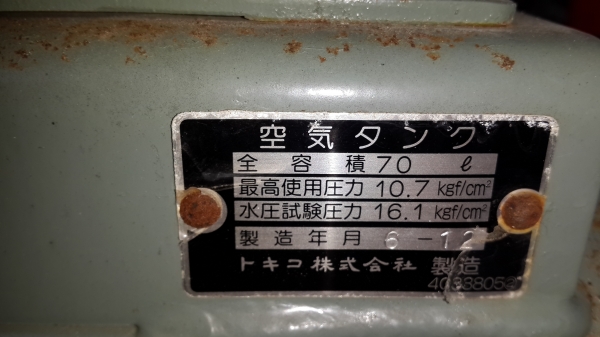 空気タンク
全容積 70 ℓ
最高使用圧力 10.7 kgf/cm²
水圧試験圧力 16.1 kgf/cm²
製造年月 6-12
トキコ株式会社 製造